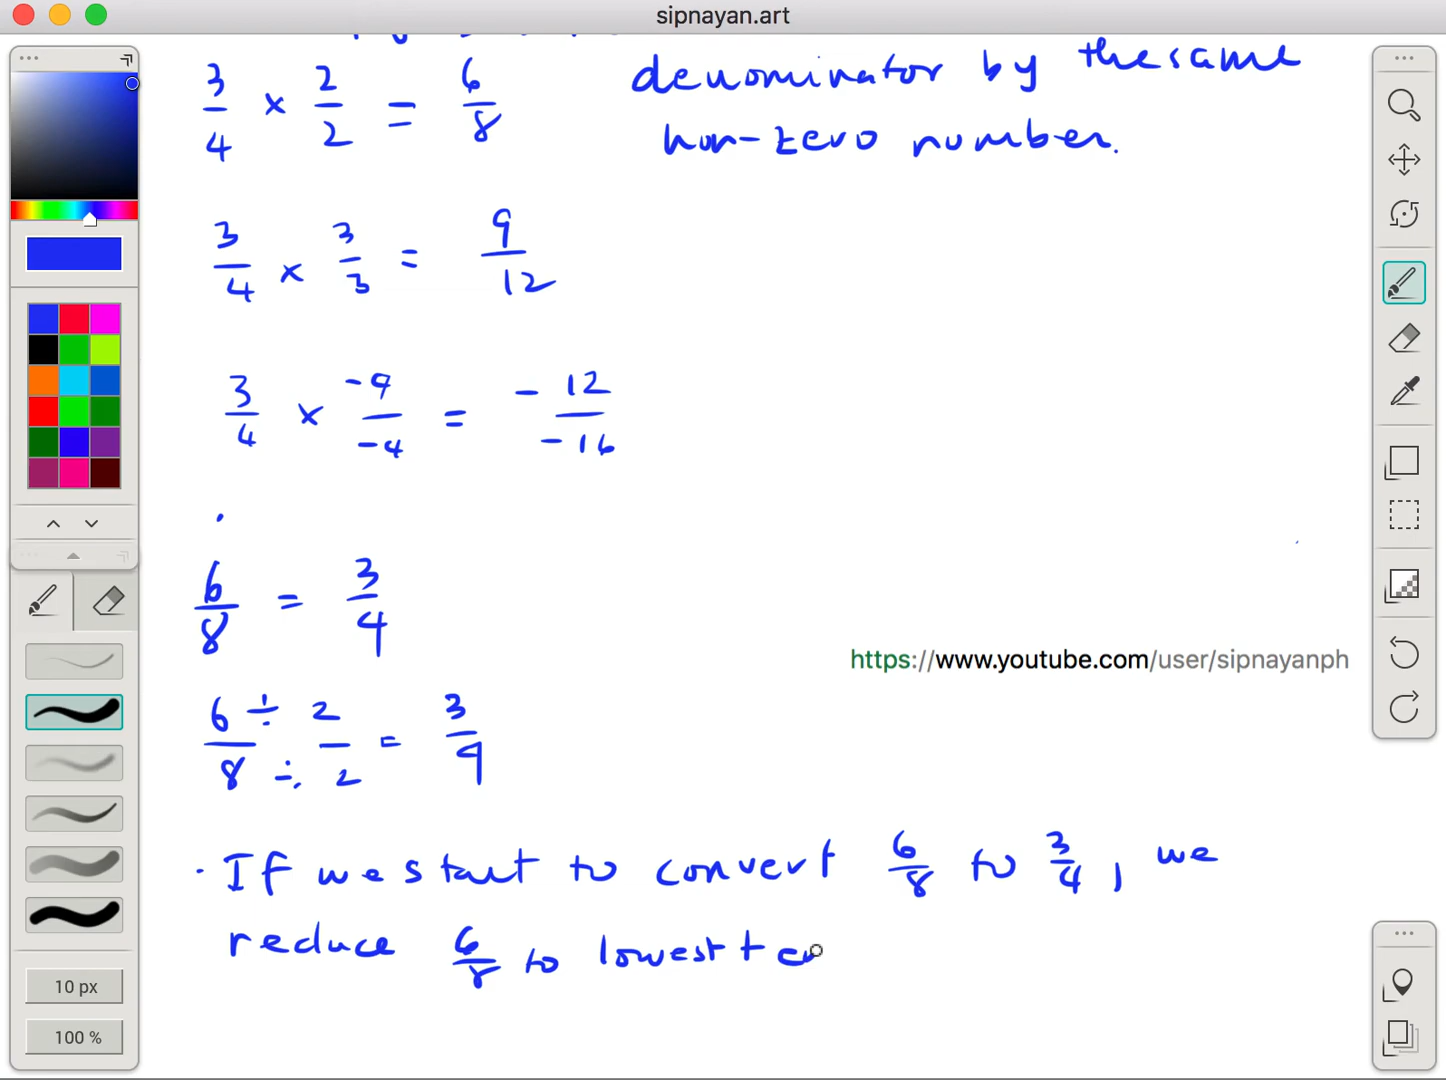 sipnayan.art
denominator by the same
3/4 × 2/2 = 6/8
non-zero number.
3/4 × 3/3 = 9/12
3/4 × -4/-4 = -12/-16
6/8 = 3/4
https://www.youtube.com/user/sipnayanph
6/8 ÷ 2/2 = 3/4
· If we start to convert 6/8 to 3/4, we
reduce 6/8 to lowest te
10 px
100 %